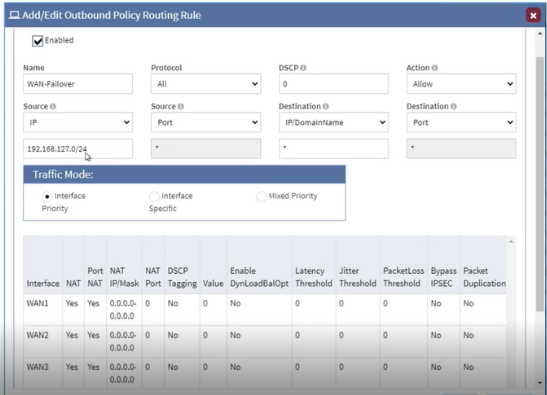 Add/Edit Outbound Policy Routing Rule
Enabled
Name Protocol DSCP Action
WAN-Failover All 0 Allow
Source Source Destination Destination
IP Port IP/DomainName Port
192.168.127.0/24 * * *
Traffic Mode:
Interface Priority Interface Specific Mixed Priority
Interface NAT Port NAT NAT IP/Mask NAT Port DSCP Tagging Value Enable DynLoadBalOpt Latency Threshold Jitter Threshold PacketLoss Threshold Bypass IPSEC Packet Duplication
WAN1 Yes Yes 0.0.0.0-0.0.0.0 0 No 0 No 0 0 0 No No
WAN2 Yes Yes 0.0.0.0-0.0.0.0 0 No 0 No 0 0 0 No No
WAN3 Yes Yes 0.0.0.0-0.0.0.0 0 No 0 No 0 0 0 No No